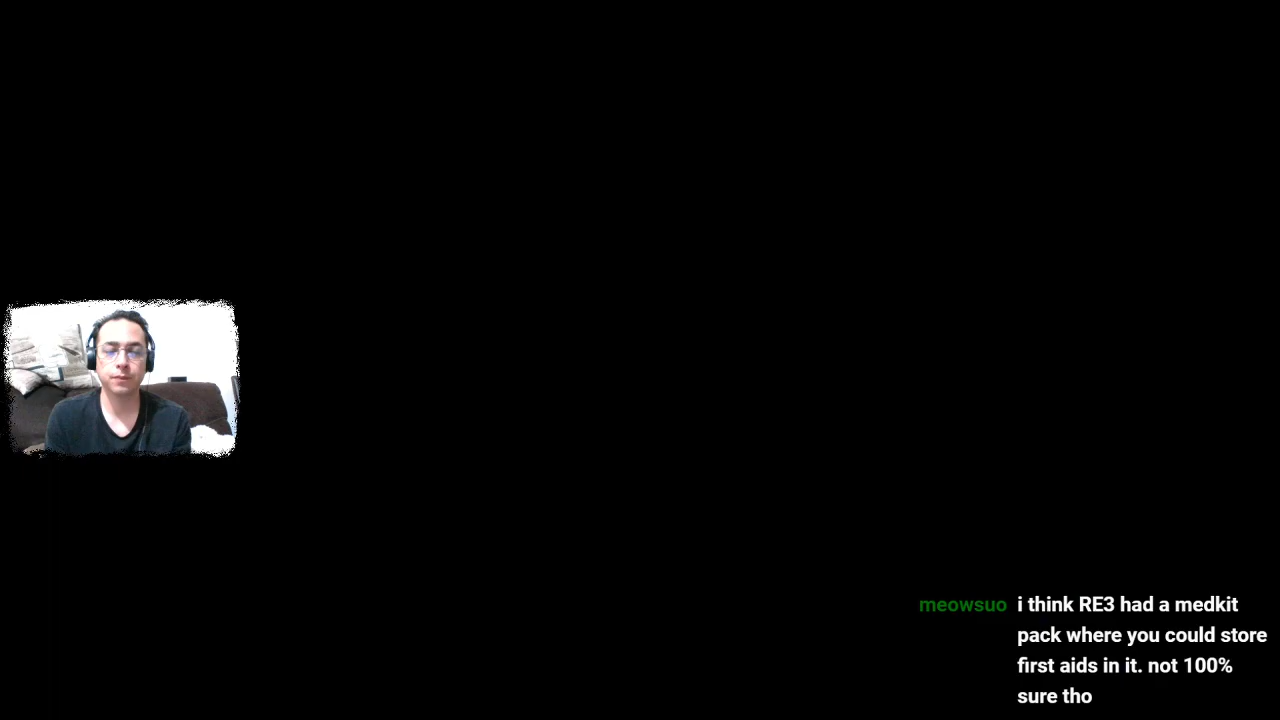 meowsuo i think RE3 had a medkit
pack where you could store
first aids in it. not 100%
sure tho